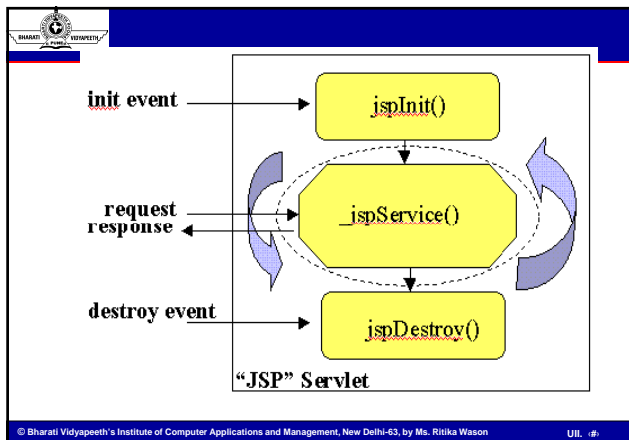 BHARATI VIDYAPEETH
PUNE
init event
jspInit()
request
response
_jspService()
destroy event
jspDestroy()
“JSP” Servlet
© Bharati Vidyapeeth's Institute of Computer Applications and Management, New Delhi-63, by Ms. Ritika Wason UII. ‹#›